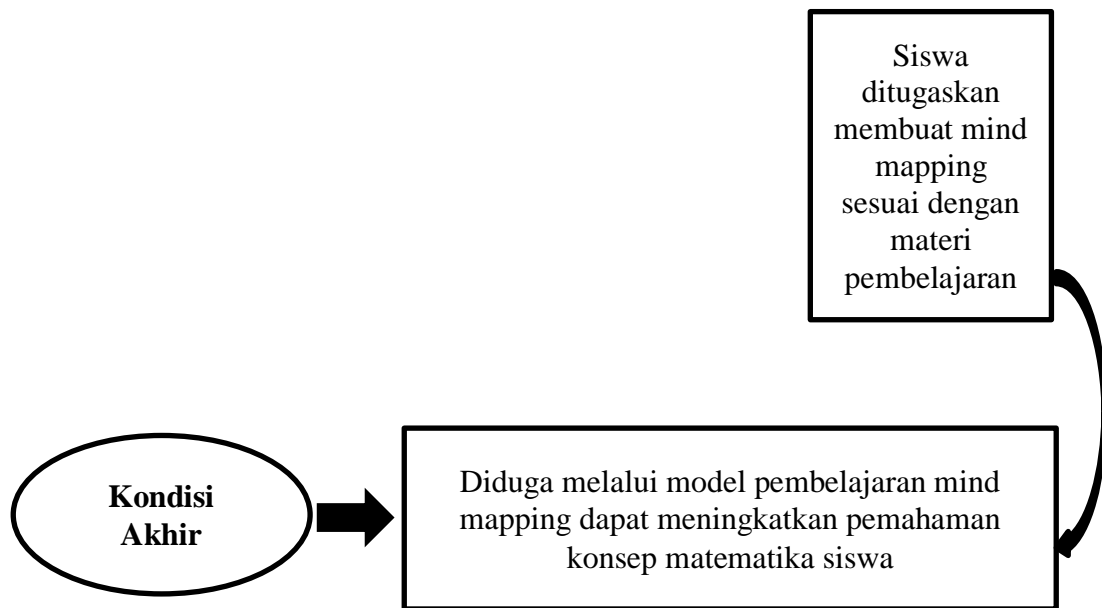 Siswa
ditugaskan
membuat mind
mapping
sesuai dengan
materi
pembelajaran
Kondisi
Akhir
Diduga melalui model pembelajaran mind
mapping dapat meningkatkan pemahaman
konsep matematika siswa